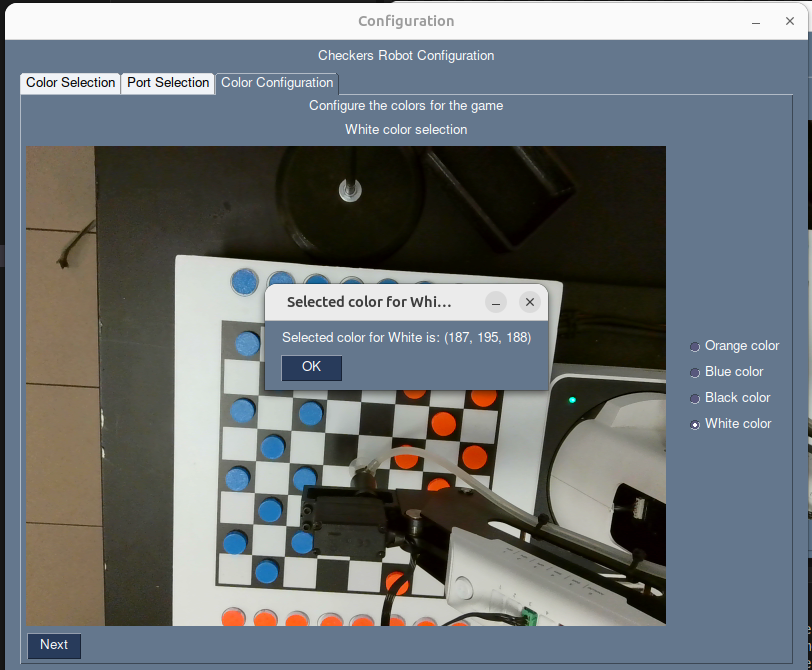 Configuration
Checkers Robot Configuration
Color Selection
Port Selection
Color Configuration
Configure the colors for the game
White color selection
Selected color for Whi...
Selected color for White is: (187, 195, 188)
OK
Orange color
Blue color
Black color
White color
Next